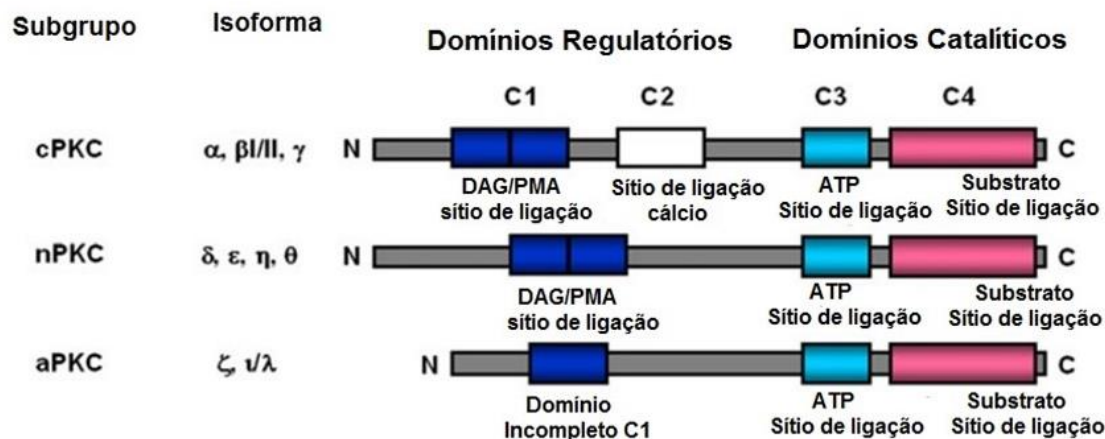 Subgrupo Isoforma Domínios Regulatórios Domínios Catalíticos
C1 C2 C3 C4
cPKC α, βI/II, γ N C
DAG/PMA Sítio de ligação ATP Substrato
sítio de ligação cálcio Sítio de ligação Sítio de ligação
nPKC δ, ε, η, θ N C
DAG/PMA ATP Substrato
sítio de ligação Sítio de ligação Sítio de ligação
aPKC ζ, ι/λ N C
Domínio ATP Substrato
Incompleto C1 Sítio de ligação Sítio de ligação